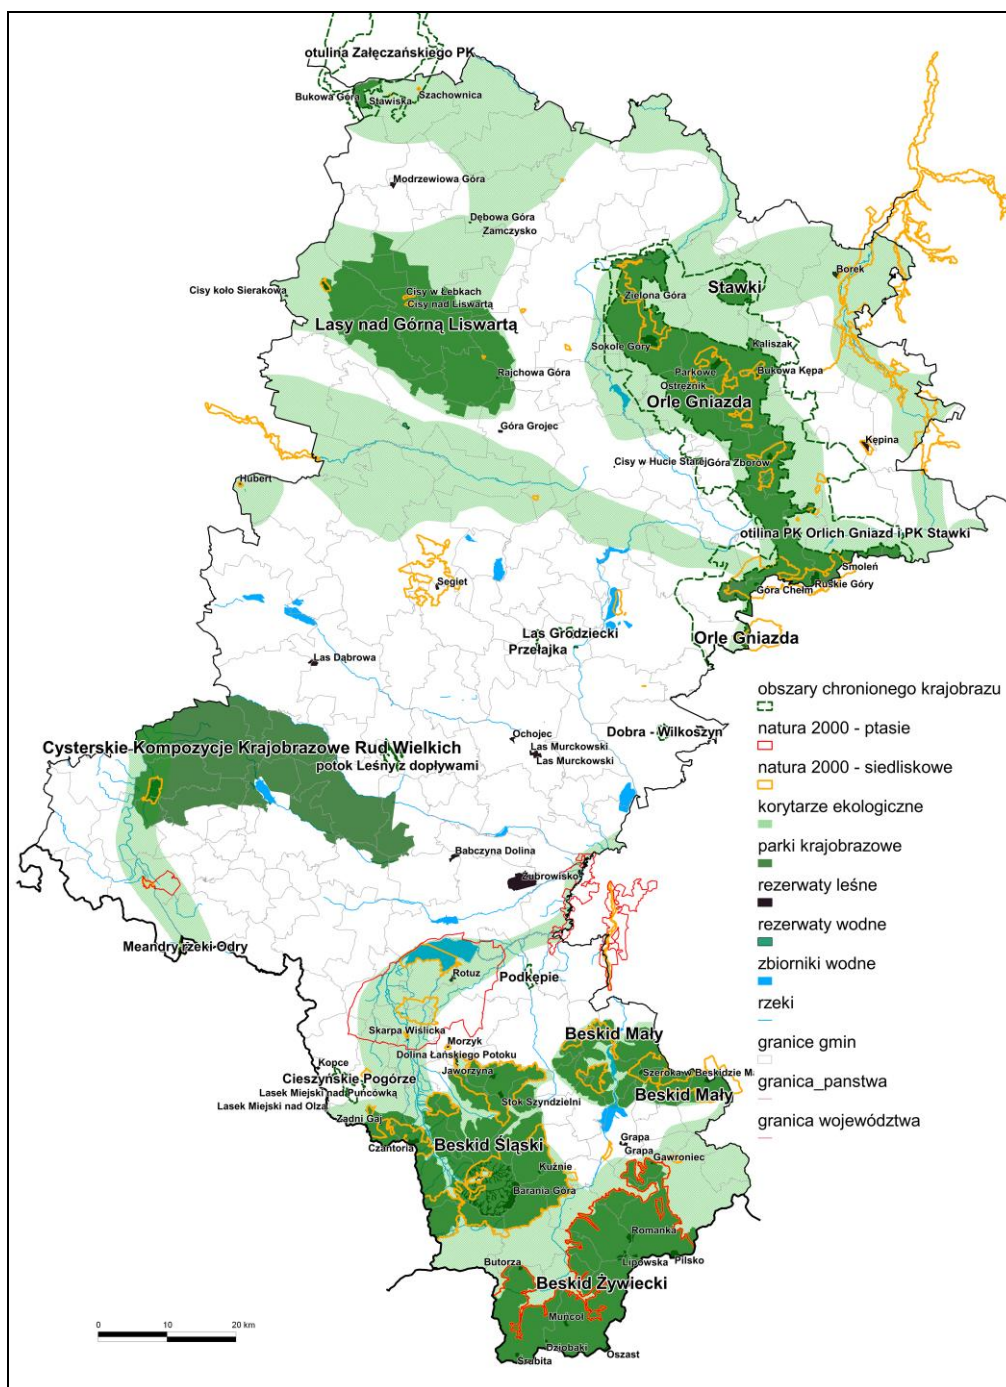 otulina Załęczańskiego PK
Bukowa Góra
Stawiska
Szachownica
Modrzewiowa Góra
Dębowa Góra
Zamczysko
Borek
Cisy koło Sierakowa
Cisy w Łebkach
Cisy nad Liswartą
Zielona Góra
Stawki
Lasy nad Górną Liswartą
Sokole Góry
Kaliszak
Rajchowa Góra
Parkowe
Bukowa Kępa
Ostrężnik
Orle Gniazda
Góra Grojec
Kępina
Cisy w Hucie Starej
Góra Zborów
Hubert
otilina PK Orlich Gniazd i PK Stawki
Smoleń
Segiet
Ruskie Góry
Góra Chełm
Las Grodziecki
Orle Gniazda
Przełajka
Las Dąbrowa
obszary chronionego krajobrazu
natura 2000 - ptasie
natura 2000 - siedliskowe
korytarze ekologiczne
parki krajobrazowe
rezerwaty leśne
rezerwaty wodne
zbiorniki wodne
rzeki
granice gmin
granica_panstwa
granica województwa
Dobra - Wilkoszyn
Ochojec
Cysterskie Kompozycje Krajobrazowe Rud Wielkich
Las Murckowski
Las Murckowski
potok Leśny z dopływami
Babczyna Dolina
Żubrowisko
Meandry rzeki Odry
Rotuz
Podkępie
Skarpa Wiślicka
Beskid Mały
Morzyk
Dolina Łańskiego Potoku
Kopce
Jaworzyna
Szeroka w Beskidzie M
Cieszyńskie Pogórze
Lasek Miejski nad Puńcówką
Stok Szyndzielni
Beskid Mały
Lasek Miejski nad Olzą
Zadni Gaj
Czantoria
Beskid Śląski
Grapa
Grapa
Gawroniec
Kuźnie
Barania Góra
Romanka
Butorza
Lipowska
Pilsko
Beskid Żywiecki
Muńcoł
Dziobaki
Oszast
Śrubita
0 10 20 km